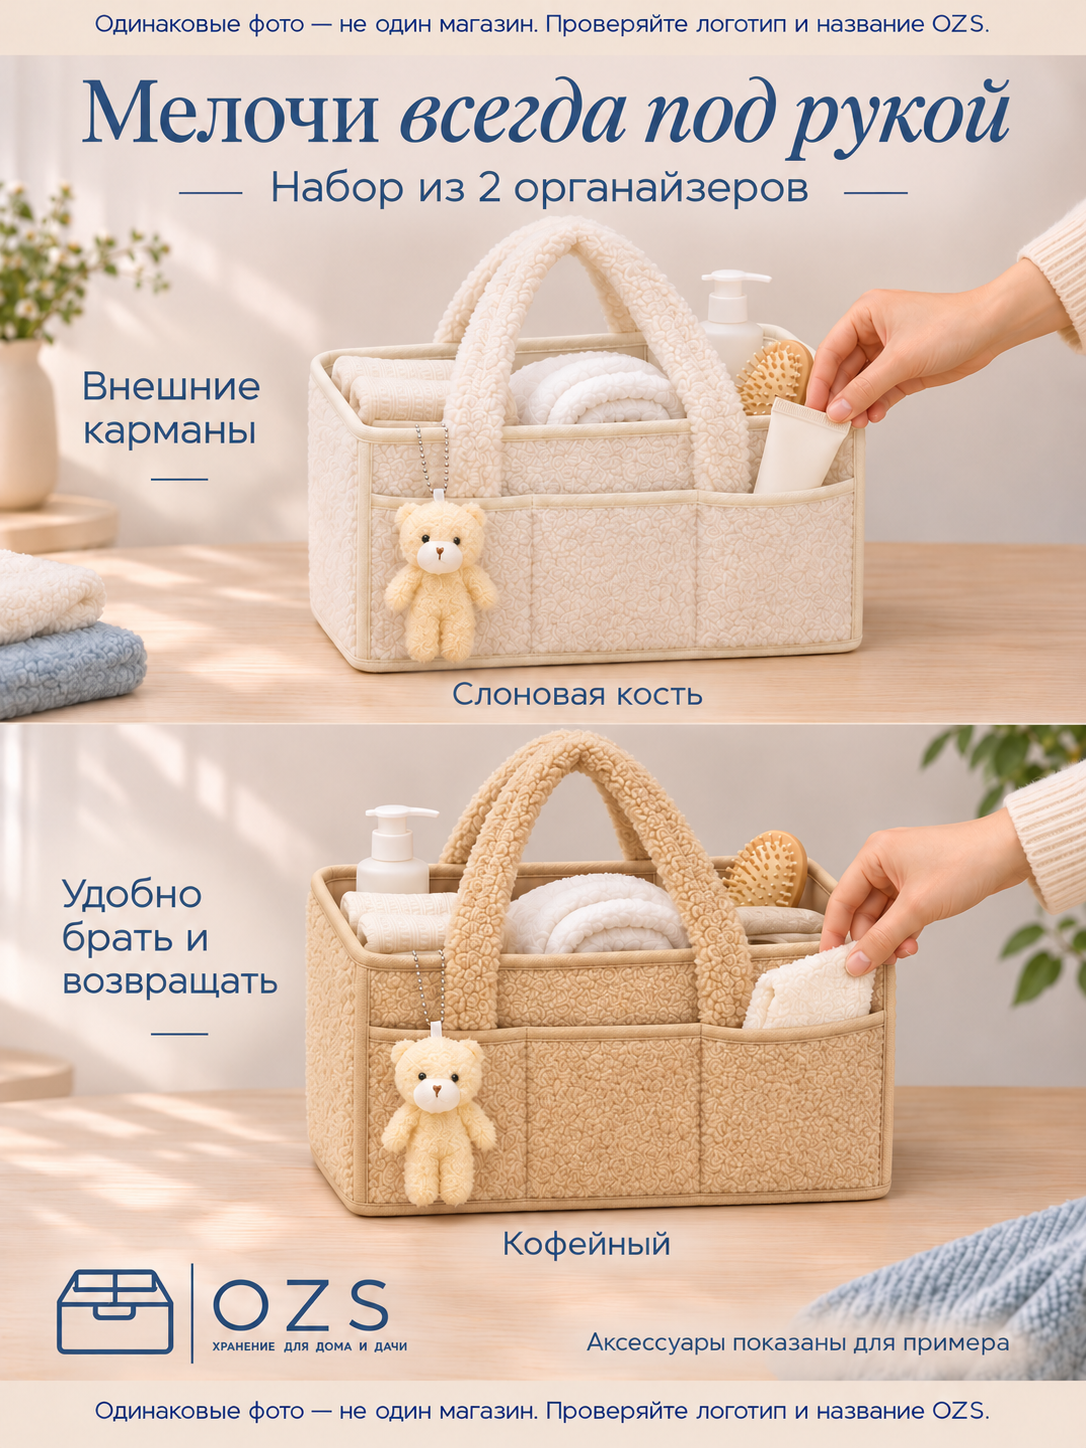 Одинаковые фото — не один магазин. Проверяйте логотип и название OZS.
Мелочи всегда под рукой
Набор из 2 органайзеров
Внешние
карманы
Слоновая кость
Удобно
брать и
возвращать
Кофейный
OZS
ХРАНЕНИЕ ДЛЯ ДОМА И ДАЧИ
Аксессуары показаны для примера
Одинаковые фото — не один магазин. Проверяйте логотип и название OZS.